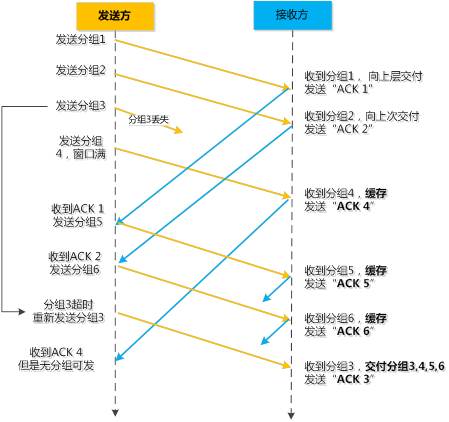 发送方
接收方
发送分组1
发送分组2
发送分组3
分组3丢失
发送分组
4，窗口满
收到ACK 1
发送分组5
收到ACK 2
发送分组6
分组3超时
重新发送分组3
收到ACK 4
但是无分组可发
收到分组1，向上层交付
发送“ACK 1”
收到分组2，向上次交付
发送“ACK 2”
收到分组4，缓存
发送“ACK 4”
收到分组5，缓存
发送“ACK 5”
收到分组6，缓存
发送“ACK 6”
收到分组3，交付分组3,4,5,6
发送“ACK 3”